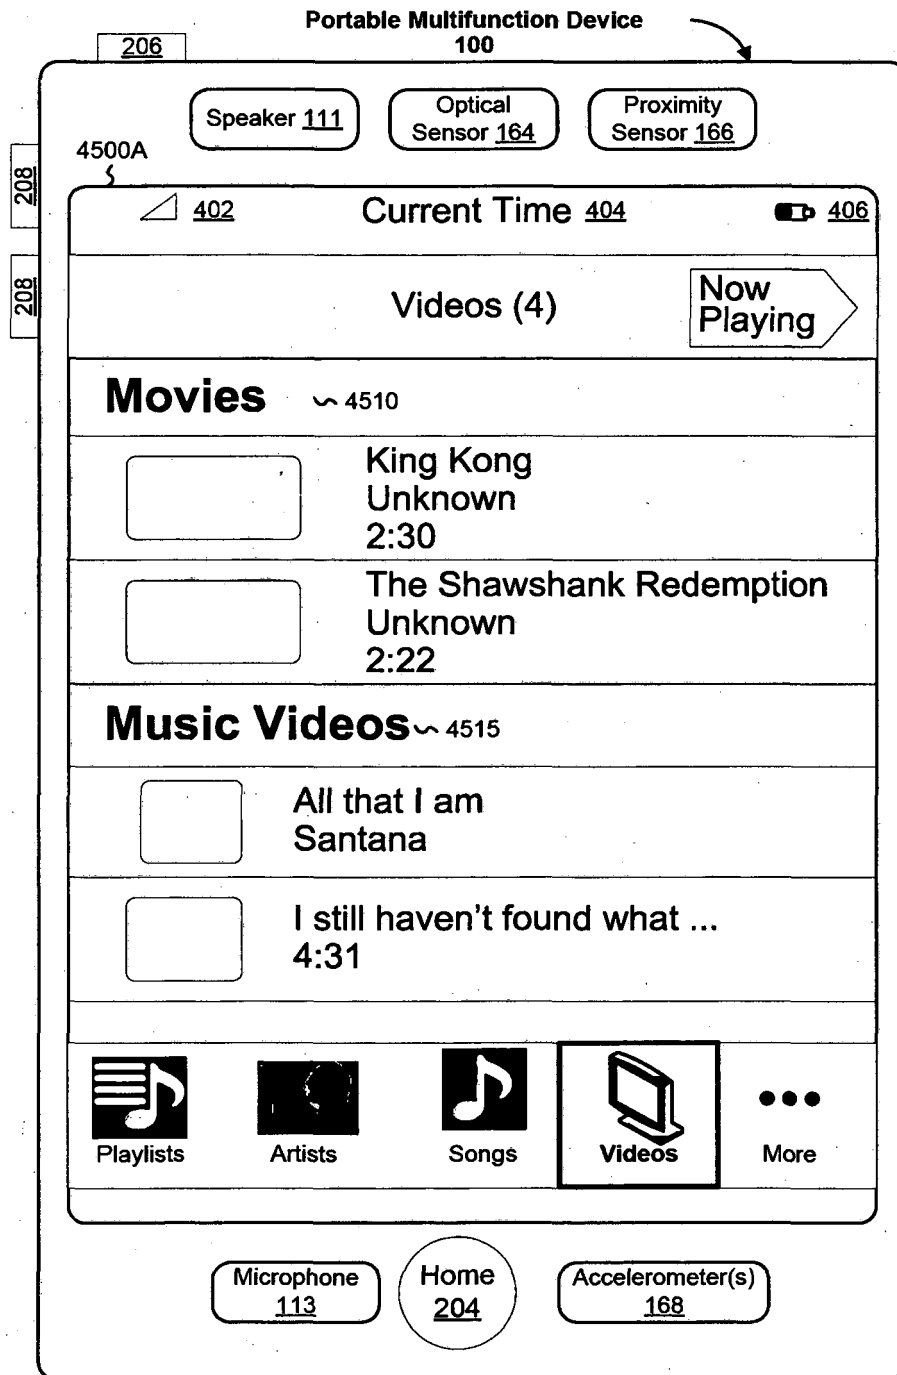 Portable Multifunction Device
100
206
Speaker 111
Optical
Sensor 164
Proximity
Sensor 166
4500A
208
208
402
Current Time 404
406
Videos (4)
Now
Playing
Movies
4510
King Kong
Unknown
2:30
The Shawshank Redemption
Unknown
2:22
Music Videos
4515
All that I am
Santana
I still haven't found what ...
4:31
Playlists
Artists
Songs
Videos
More
Microphone
113
Home
204
Accelerometer(s)
168